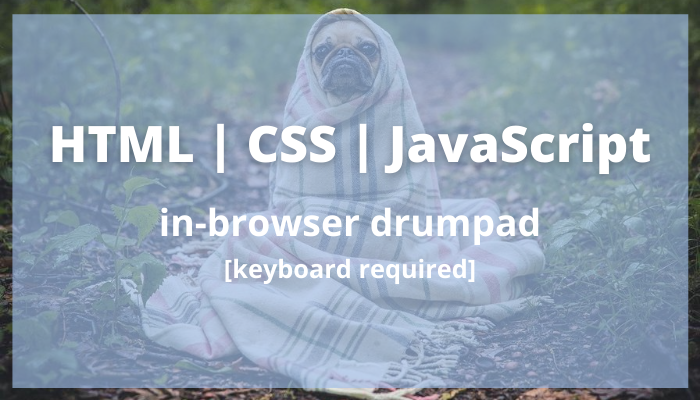 HTML | CSS | JavaScript
in-browser drumpad
[keyboard required]